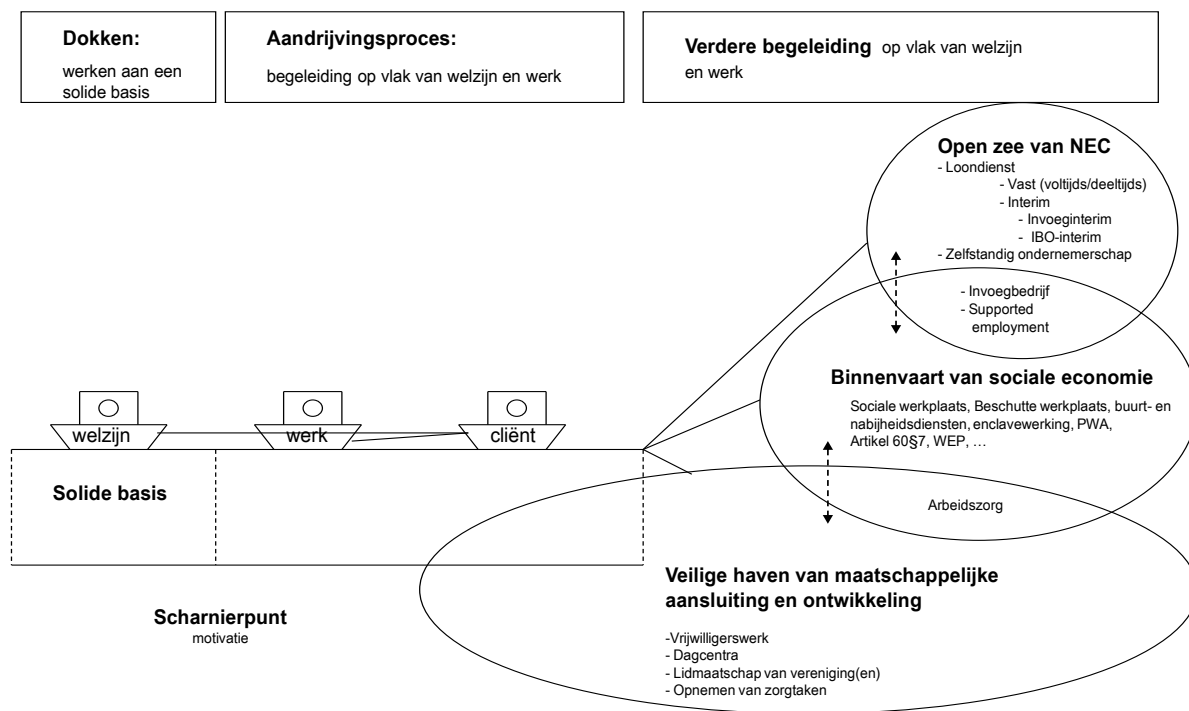 Dokken:
werken aan een
solide basis
Aandrijvingsproces:
begeleiding op vlak van welzijn en werk
Verdere begeleiding op vlak van welzijn
en werk
Open zee van NEC
- Loondienst
- Vast (voltijds/deeltijds)
- Interim
- Invoeginterim
- IBO-interim
- Zelfstandig ondernemerschap
- Invoegbedrijf
- Supported
employment
Binnenvaart van sociale economie
Sociale werkplaats, Beschutte werkplaats, buurt- en
nabijheidsdiensten, enclavewerking, PWA,
Artikel 60§7, WEP, …
welzijn
werk
cliënt
Solide basis
Arbeidszorg
Veilige haven van maatschappelijke
aansluiting en ontwikkeling
Scharnierpunt
motivatie
-Vrijwilligerswerk
- Dagcentra
- Lidmaatschap van vereniging(en)
- Opnemen van zorgtaken